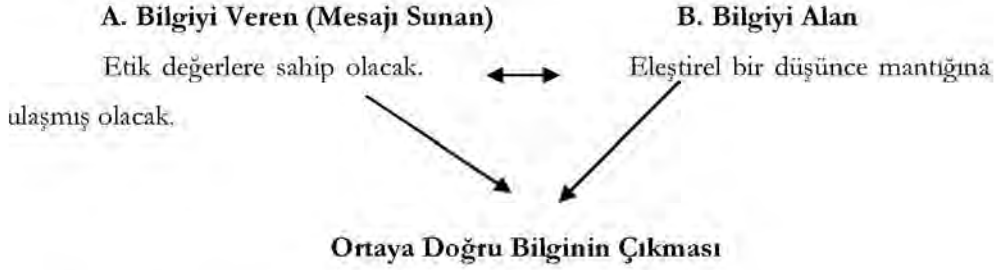 A. Bilgiyi Veren (Mesajı Sunan) B. Bilgiyi Alan
Etik değerlere sahip olacak. Eleştirel bir düşünce mantığına
ulaşmış olacak.
Ortaya Doğru Bilginin Çıkması